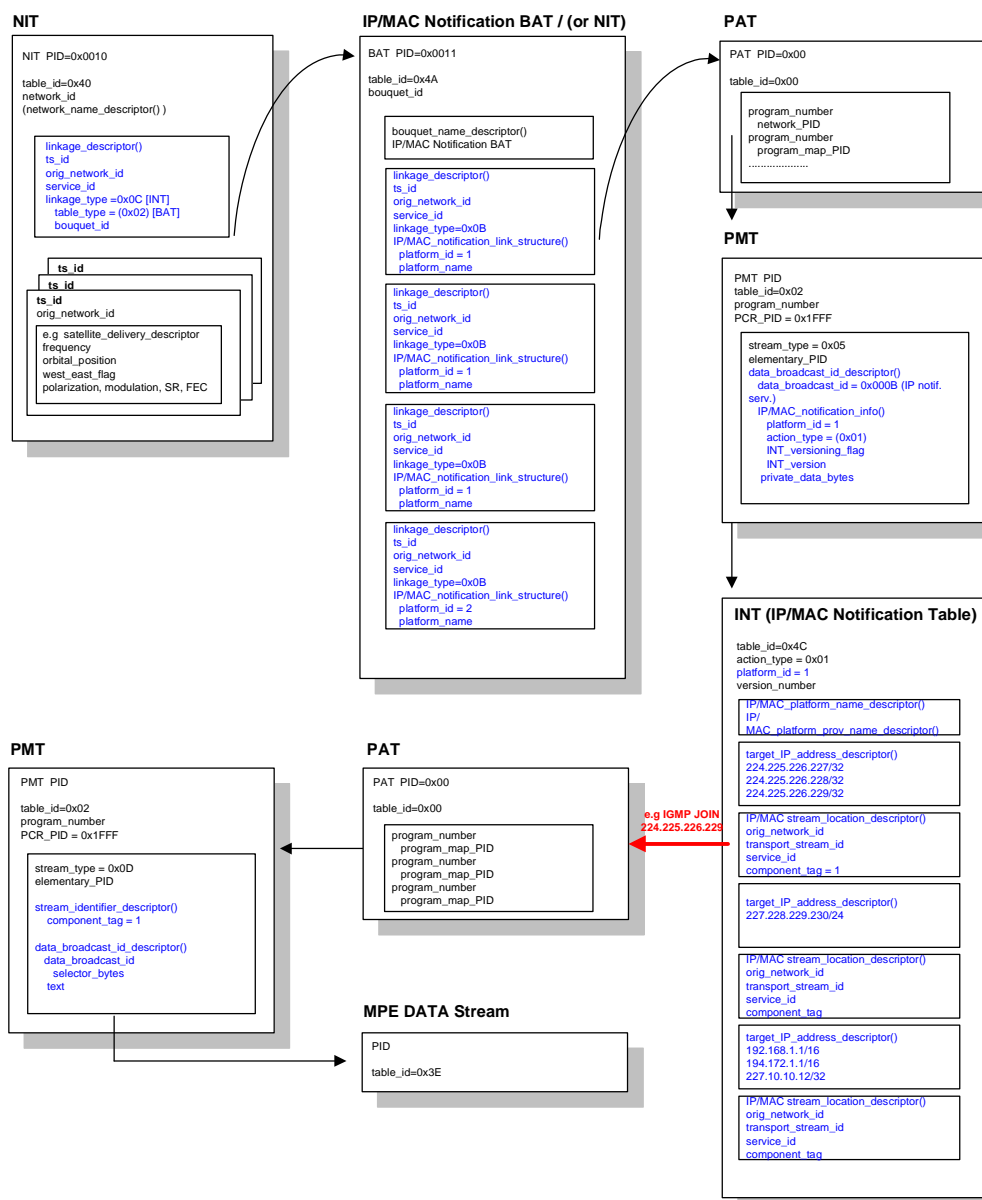 NIT
NIT PID=0x0010
table_id=0x40
network_id
(network_name_descriptor() )
linkage_descriptor()
ts_id
orig_network_id
service_id
linkage_type =0x0C [INT]
table_type = (0x02) [BAT]
bouquet_id
ts_id
ts_id
ts_id
orig_network_id
e.g satellite_delivery_descriptor
frequency
orbital_position
west_east_flag
polarization, modulation, SR, FEC
IP/MAC Notification BAT / (or NIT)
BAT PID=0x0011
table_id=0x4A
bouquet_id
bouquet_name_descriptor()
IP/MAC Notification BAT
linkage_descriptor()
ts_id
orig_network_id
service_id
linkage_type=0x0B
IP/MAC_notification_link_structure()
platform_id = 1
platform_name
linkage_descriptor()
ts_id
orig_network_id
service_id
linkage_type=0x0B
IP/MAC_notification_link_structure()
platform_id = 1
platform_name
linkage_descriptor()
ts_id
orig_network_id
service_id
linkage_type=0x0B
IP/MAC_notification_link_structure()
platform_id = 1
platform_name
linkage_descriptor()
ts_id
orig_network_id
service_id
linkage_type=0x0B
IP/MAC_notification_link_structure()
platform_id = 2
platform_name
PAT
PAT PID=0x00
table_id=0x00
program_number
network_PID
program_number
program_map_PID
....................
PMT
PMT PID
table_id=0x02
program_number
PCR_PID = 0x1FFF
stream_type = 0x05
elementary_PID
data_broadcast_id_descriptor()
data_broadcast_id = 0x000B (IP notif.
serv.)
IP/MAC_notification_info()
platform_id = 1
action_type = (0x01)
INT_versioning_flag
INT_version
private_data_bytes
INT (IP/MAC Notification Table)
table_id=0x4C
action_type = 0x01
platform_id = 1
version_number
IP/MAC_platform_name_descriptor()
IP/
MAC_platform_prov_name_descriptor()
target_IP_address_descriptor()
224.225.226.227/32
224.225.226.228/32
224.225.226.229/32
IP/MAC stream_location_descriptor()
orig_network_id
transport_stream_id
service_id
component_tag = 1
target_IP_address_descriptor()
227.228.229.230/24
IP/MAC stream_location_descriptor()
orig_network_id
transport_stream_id
service_id
component_tag
target_IP_address_descriptor()
192.168.1.1/16
194.172.1.1/16
227.10.10.12/32
IP/MAC stream_location_descriptor()
orig_network_id
transport_stream_id
service_id
component_tag
e.g IGMP JOIN
224.225.226.229
PAT
PAT PID=0x00
table_id=0x00
program_number
program_map_PID
program_number
program_map_PID
program_number
program_map_PID
PMT
PMT PID
table_id=0x02
program_number
PCR_PID = 0x1FFF
stream_type = 0x0D
elementary_PID
stream_identifier_descriptor()
component_tag = 1
data_broadcast_id_descriptor()
data_broadcast_id
selector_bytes
text
MPE DATA Stream
PID
table_id=0x3E